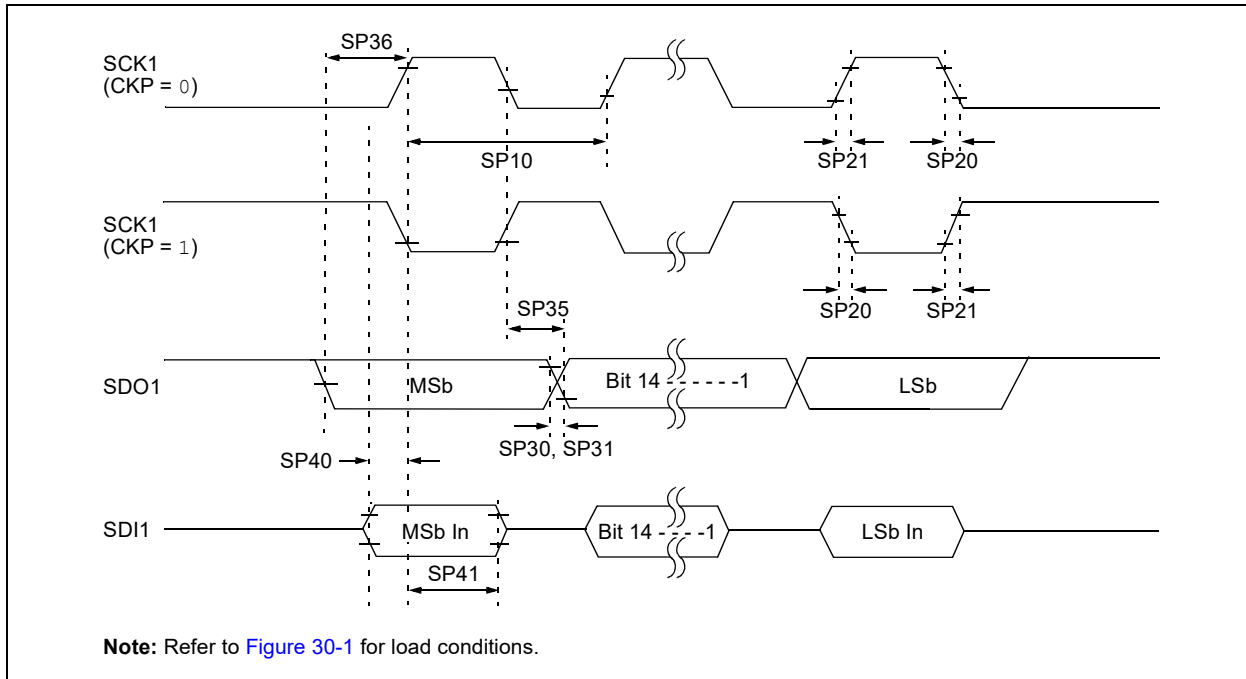 SP36
SCK1
(CKP = 0)
SP10
SP21
SP20
SCK1
(CKP = 1)
SP35
SP20
SP21
SDO1
MSb
Bit 14 - - - - - -1
LSb
SP30, SP31
SP40
SDI1
MSb In
Bit 14 - - - -1
LSb In
SP41
Note: Refer to Figure 30-1 for load conditions.